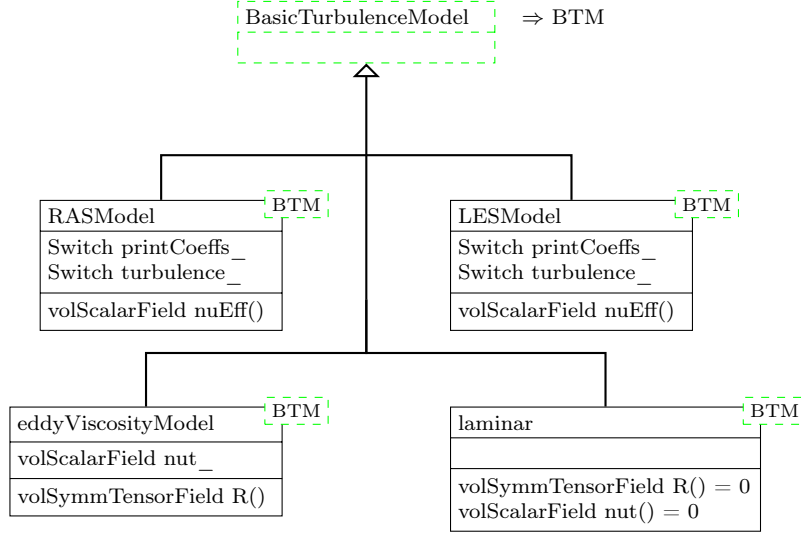 BasicTurbulenceModel ⇒ BTM
BTM
RASModel
Switch printCoeffs_
Switch turbulence_
volScalarField nuEff()
BTM
LESModel
Switch printCoeffs_
Switch turbulence_
volScalarField nuEff()
BTM
eddyViscosityModel
volScalarField nut_
volSymmTensorField R()
BTM
laminar
volSymmTensorField R() = 0
volScalarField nut() = 0